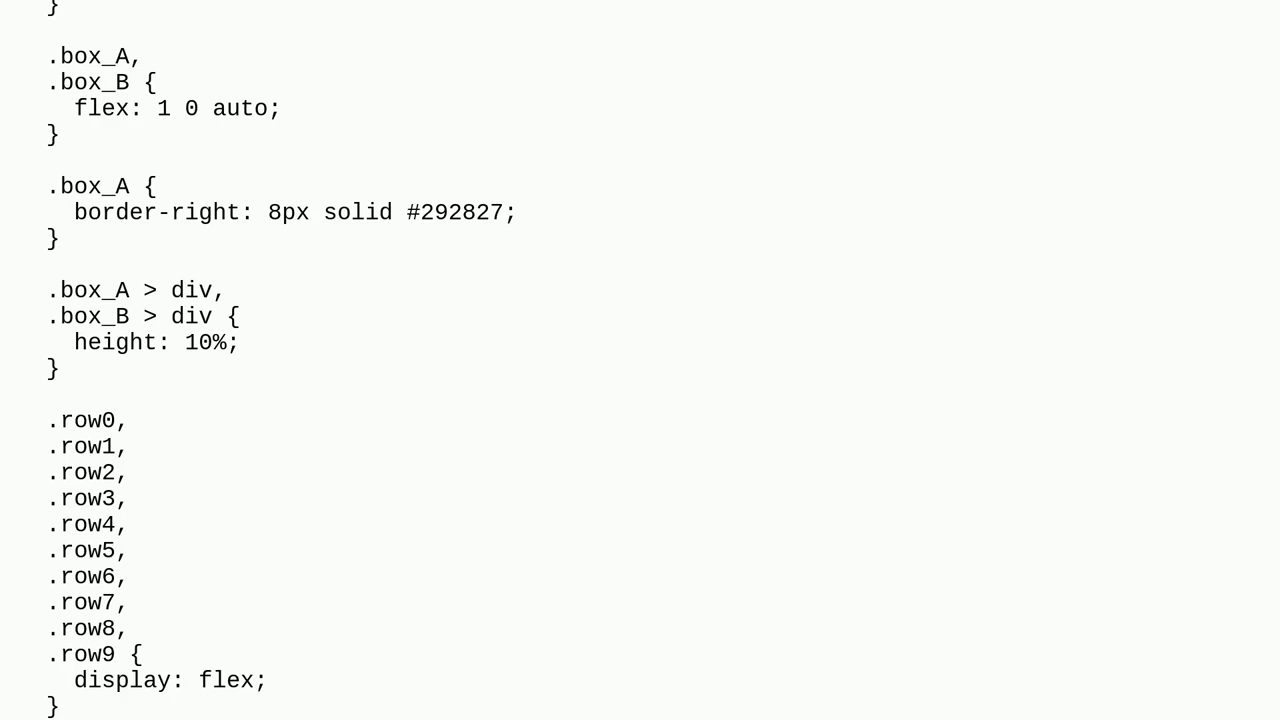 }

.box_A,
.box_B {
  flex: 1 0 auto;
}

.box_A {
  border-right: 8px solid #292827;
}

.box_A > div,
.box_B > div {
  height: 10%;
}

.row0,
.row1,
.row2,
.row3,
.row4,
.row5,
.row6,
.row7,
.row8,
.row9 {
  display: flex;
}